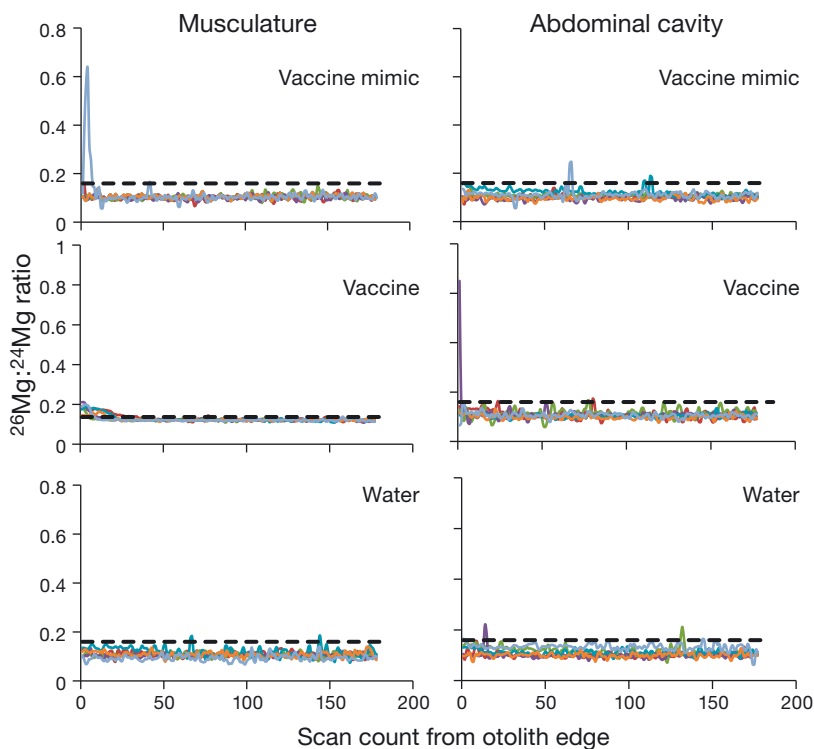 Musculature
Abdominal cavity
0.8
0.6
0.4
0.2
0
Vaccine mimic
Vaccine mimic
1
0.8
0.6
0.4
0.2
0
Vaccine
Vaccine
²⁶Mg:²⁴Mg ratio
0.8
0.6
0.4
0.2
0
Water
Water
0 50 100 150 200
0 50 100 150 200
Scan count from otolith edge